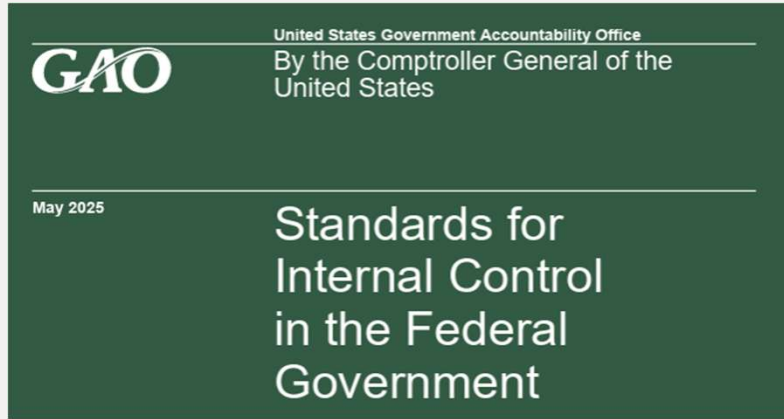 United States Government Accountability Office
GAO
By the Comptroller General of the
United States
May 2025
Standards for
Internal Control
in the Federal
Government